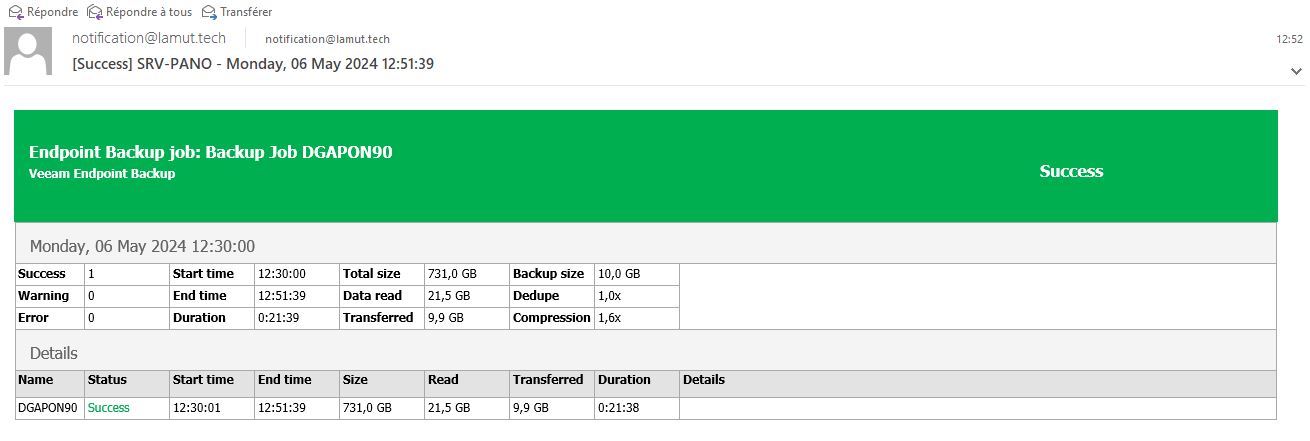 Répondre Répondre à tous Transférer
notification@lamut.tech notification@lamut.tech 12:52
[Success] SRV-PANO - Monday, 06 May 2024 12:51:39
Endpoint Backup job: Backup Job DGAPON90
Veeam Endpoint Backup
Success
Monday, 06 May 2024 12:30:00
Success 1 Start time 12:30:00 Total size 731,0 GB Backup size 10,0 GB
Warning 0 End time 12:51:39 Data read 21,5 GB Dedupe 1,0x
Error 0 Duration 0:21:39 Transferred 9,9 GB Compression 1,6x
Details
Name Status Start time End time Size Read Transferred Duration Details
DGAPON90 Success 12:30:01 12:51:39 731,0 GB 21,5 GB 9,9 GB 0:21:38